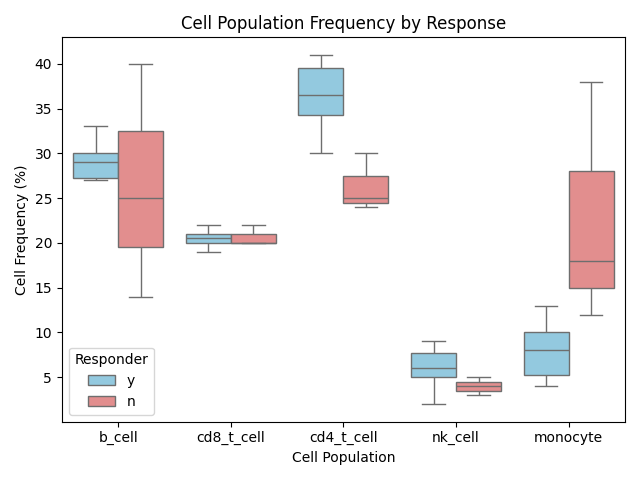 Cell Population Frequency by Response
Cell Frequency (%)
40
35
30
25
20
15
10
5
Responder
y
n
b_cell cd8_t_cell cd4_t_cell nk_cell monocyte
Cell Population